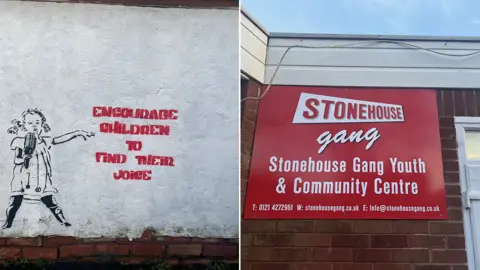 ENCOURAGE
CHILDREN
TO
FIND THEIR
JOICE
STONEHOUSE
gang
Stonehouse Gang Youth
& Community Centre
T: 0121 4272961 W: stonehousegang.co.uk E: Info@stonehousegang.co.uk